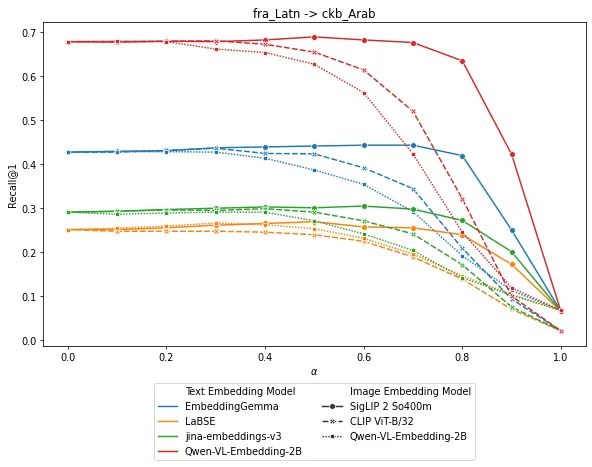 fra_Latn -> ckb_Arab
0.7
0.6
0.5
0.4
0.3
0.2
0.1
0.0
Recall@1
0.0 0.2 0.4 0.6 0.8 1.0
α
Text Embedding Model
EmbeddingGemma
LaBSE
jina-embeddings-v3
Qwen-VL-Embedding-2B
Image Embedding Model
SigLIP 2 So400m
CLIP ViT-B/32
Qwen-VL-Embedding-2B